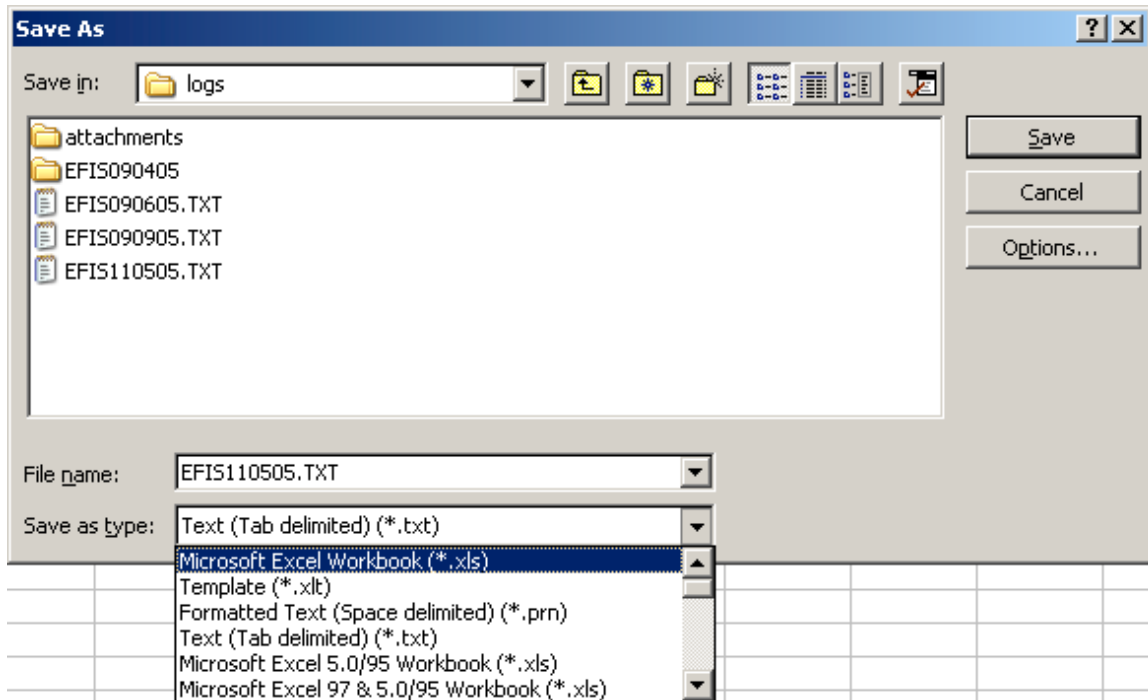 Save As
Save in: logs
attachments
EFIS090405
EFIS090605.TXT
EFIS090905.TXT
EFIS110505.TXT
Save
Cancel
Options...
File name: EFIS110505.TXT
Save as type: Text (Tab delimited) (*.txt)
Microsoft Excel Workbook (*.xls)
Template (*.xlt)
Formatted Text (Space delimited) (*.prn)
Text (Tab delimited) (*.txt)
Microsoft Excel 5.0/95 Workbook (*.xls)
Microsoft Excel 97 & 5.0/95 Workbook (*.xls)